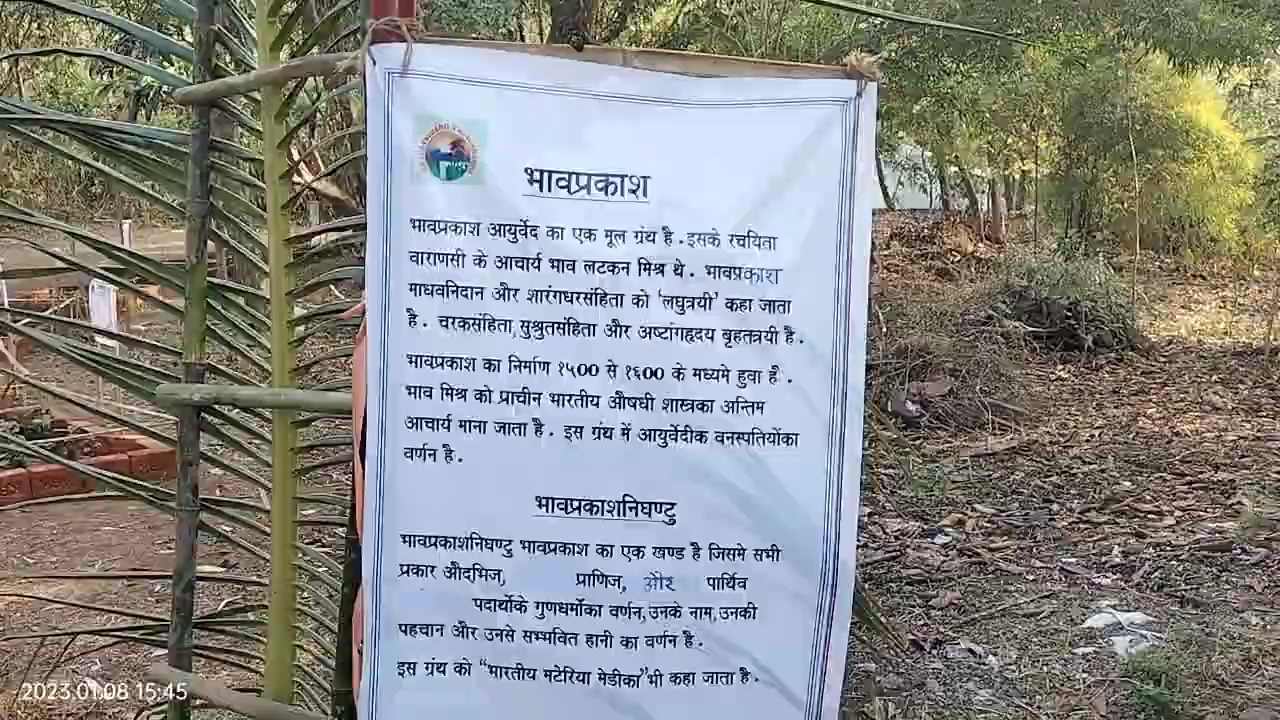 भावप्रकाश
भावप्रकाश आयुर्वेद का एक मूल ग्रंथ है . इसके रचयिता
वाराणसी के आचार्य भाव लटकन मिश्र थे . भावप्रकाश
माधवनिदान और शारंगधरसंहिता को 'लघुत्रयी' कहा जाता
है . चरकसंहिता, सुश्रुतसंहिता और अष्टांगहृदय बृहतत्रयी है .
भावप्रकाश का निर्माण १५०० से १६०० के मध्यमे हुवा है .
भाव मिश्र को प्राचीन भारतीय औषधी शास्त्रका अन्तिम
आचार्य माना जाता है . इस ग्रंथ में आयुर्वेदीक वनस्पतियोंका
वर्णन है .
भावप्रकाशनिघण्टु
भावप्रकाशनिघण्टु भावप्रकाश का एक खण्ड है जिसमे सभी
प्रकार औद्भिज, प्राणिज, और पार्थिव
पदार्थोके गुणधर्मोका वर्णन, उनके नाम, उनकी
पहचान और उनसे सम्भवित हानी का वर्णन है .
इस ग्रंथ को "भारतीय मटेरिया मेडीका" भी कहा जाता है .
2023.01.08 15:45